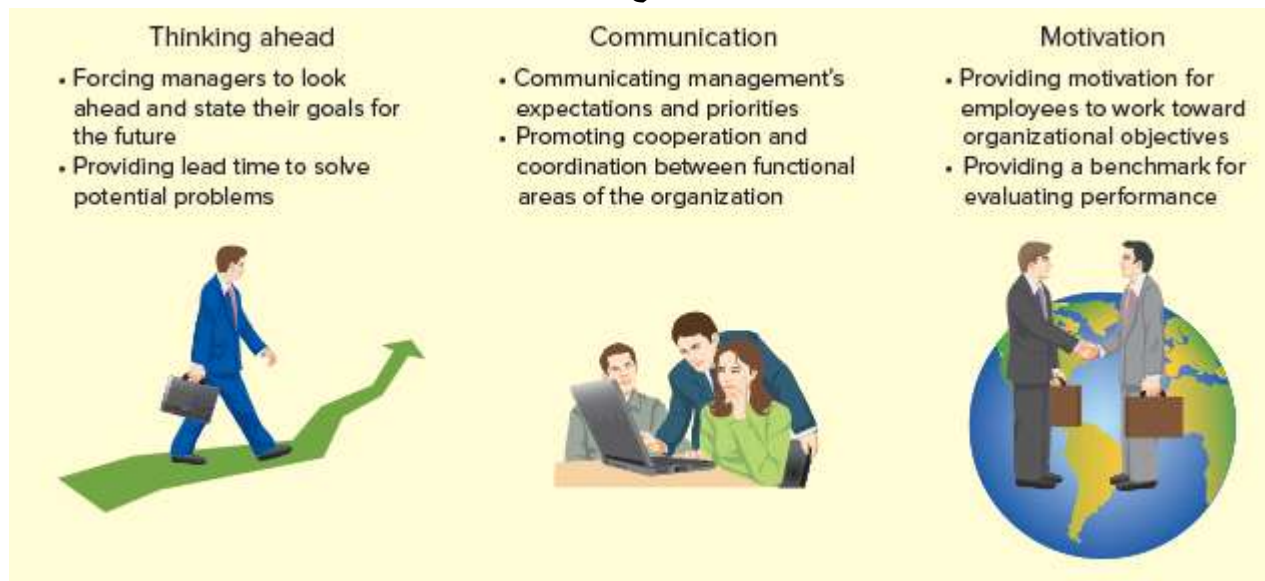 Thinking ahead
• Forcing managers to look
ahead and state their goals for
the future
• Providing lead time to solve
potential problems
Communication
• Communicating management's
expectations and priorities
• Promoting cooperation and
coordination between functional
areas of the organization
Motivation
• Providing motivation for
employees to work toward
organizational objectives
• Providing a benchmark for
evaluating performance